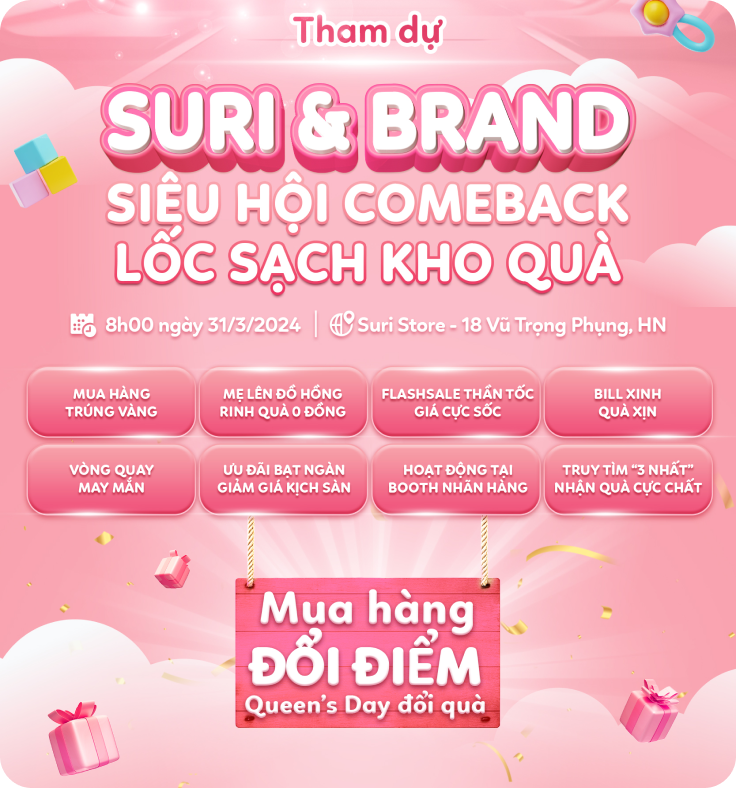 Tham dự
SURI & BRAND
SIÊU HỘI COMEBACK
LỐC SẠCH KHO QUÀ
8h00 ngày 31/3/2024 | Suri Store - 18 Vũ Trọng Phụng, HN
MUA HÀNG
TRÚNG VÀNG
MẸ LÊN ĐỒ HỒNG
RINH QUÀ 0 ĐỒNG
FLASHSALE THẦN TỐC
GIÁ CỰC SỐC
BILL XINH
QUÀ XỊN
VÒNG QUAY
MAY MẮN
ƯU ĐÃI BẠT NGÀN
GIẢM GIÁ KỊCH SÀN
HOẠT ĐỘNG TẠI
BOOTH NHÃN HÀNG
TRUY TÌM “3 NHẤT”
NHẬN QUÀ CỰC CHẤT
Mua hàng
ĐỔI ĐIỂM
Queen's Day đổi quà